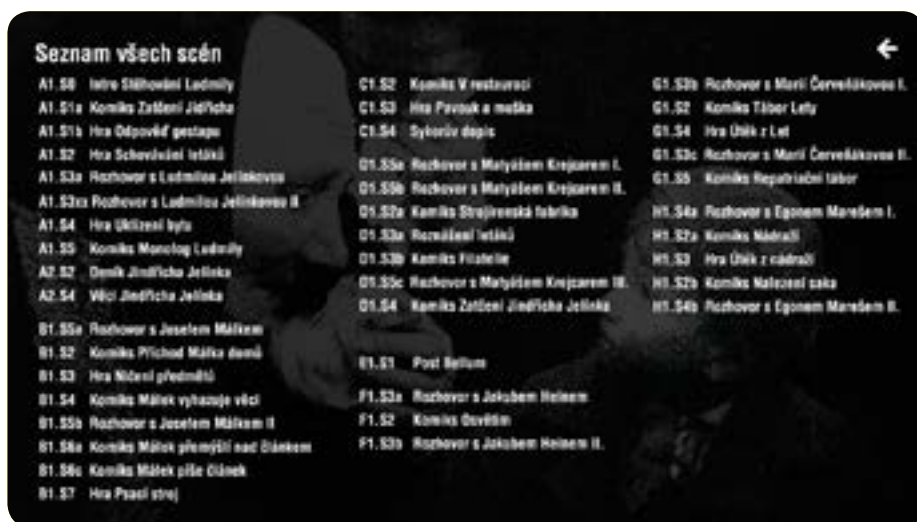 Seznam všech scén
A1.S0 Intro Stěhování Ludmily
A1.S1a Komiks Zatčení Jidřicha
A1.S1b Hra Odpověď gestapu
A1.S2 Hra Schovávání letáků
A1.S3a Rozhovor s Ludmilou Jelínkovou
A1.S3xx Rozhovor s Ludmilou Jelínkovou II
A1.S4 Hra Uklízení bytu
A1.S5 Komiks Monolog Ludmily
A2.S2 Deník Jindřicha Jelínka
A2.S4 Věci Jindřicha Jelínka
B1.S5a Rozhovor s Josefem Málkem
B1.S2 Komiks Příchod Málka domů
B1.S3 Hra Ničení předmětů
B1.S4 Komiks Málek vyhazuje věci
B1.S5b Rozhovor s Josefem Málkem II
B1.S6a Komiks Málek přemýšlí nad článkem
B1.S6c Komiks Málek píše článek
B1.S7 Hra Psací stroj
C1.S2 Komiks V restauraci
C1.S3 Hra Pavouk a moška
C1.S4 Sykorův dopis
D1.S5a Rozhovor s Matyášem Krejcarem I.
D1.S5b Rozhovor s Matyášem Krejcarem II.
D1.S2a Komiks Strojírenská fabrika
D1.S3a Roznášení letáků
D1.S3b Komiks Filatelie
D1.S5c Rozhovor s Matyášem Krejcarem III.
D1.S4 Komiks Zatčení Jindřicha Jelínka
E1.S1 Post Bellum
F1.S3a Rozhovor s Jakubem Heinem
F1.S2 Komiks Osvětim
F1.S3b Rozhovor s Jakubem Heinem II.
G1.S3b Rozhovor s Marií Červeňákovou I.
G1.S2 Komiks Tábor Lety
G1.S4 Hra Útěk z Let
G1.S3c Rozhovor s Marií Červeňákovou II.
G1.S5 Komiks Repatriační tábor
H1.S4a Rozhovor s Egonem Marešem I.
H1.S2a Komiks Nádraží
H1.S3 Hra Útěk z nádraží
H1.S2b Komiks Nalezení saka
H1.S4b Rozhovor s Egonem Marešem II.